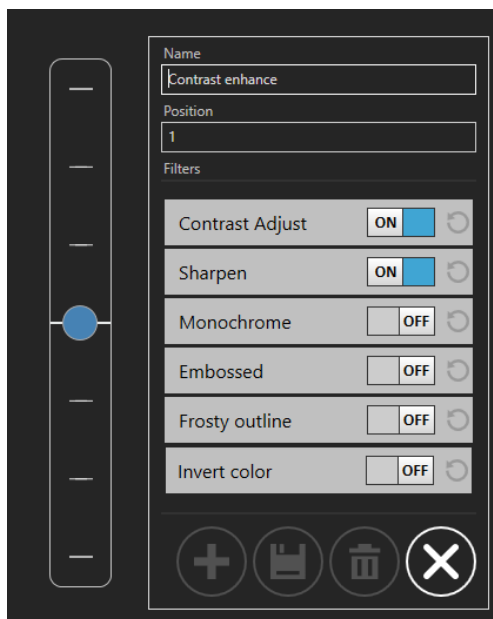 Name
Contrast enhance
Position
1
Filters
Contrast Adjust ON
Sharpen ON
Monochrome OFF
Embossed OFF
Frosty outline OFF
Invert color OFF